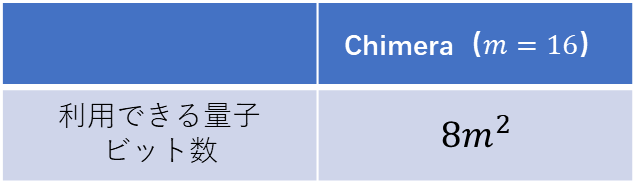 Chimera（m = 16）
利用できる量子
ビット数
8m²